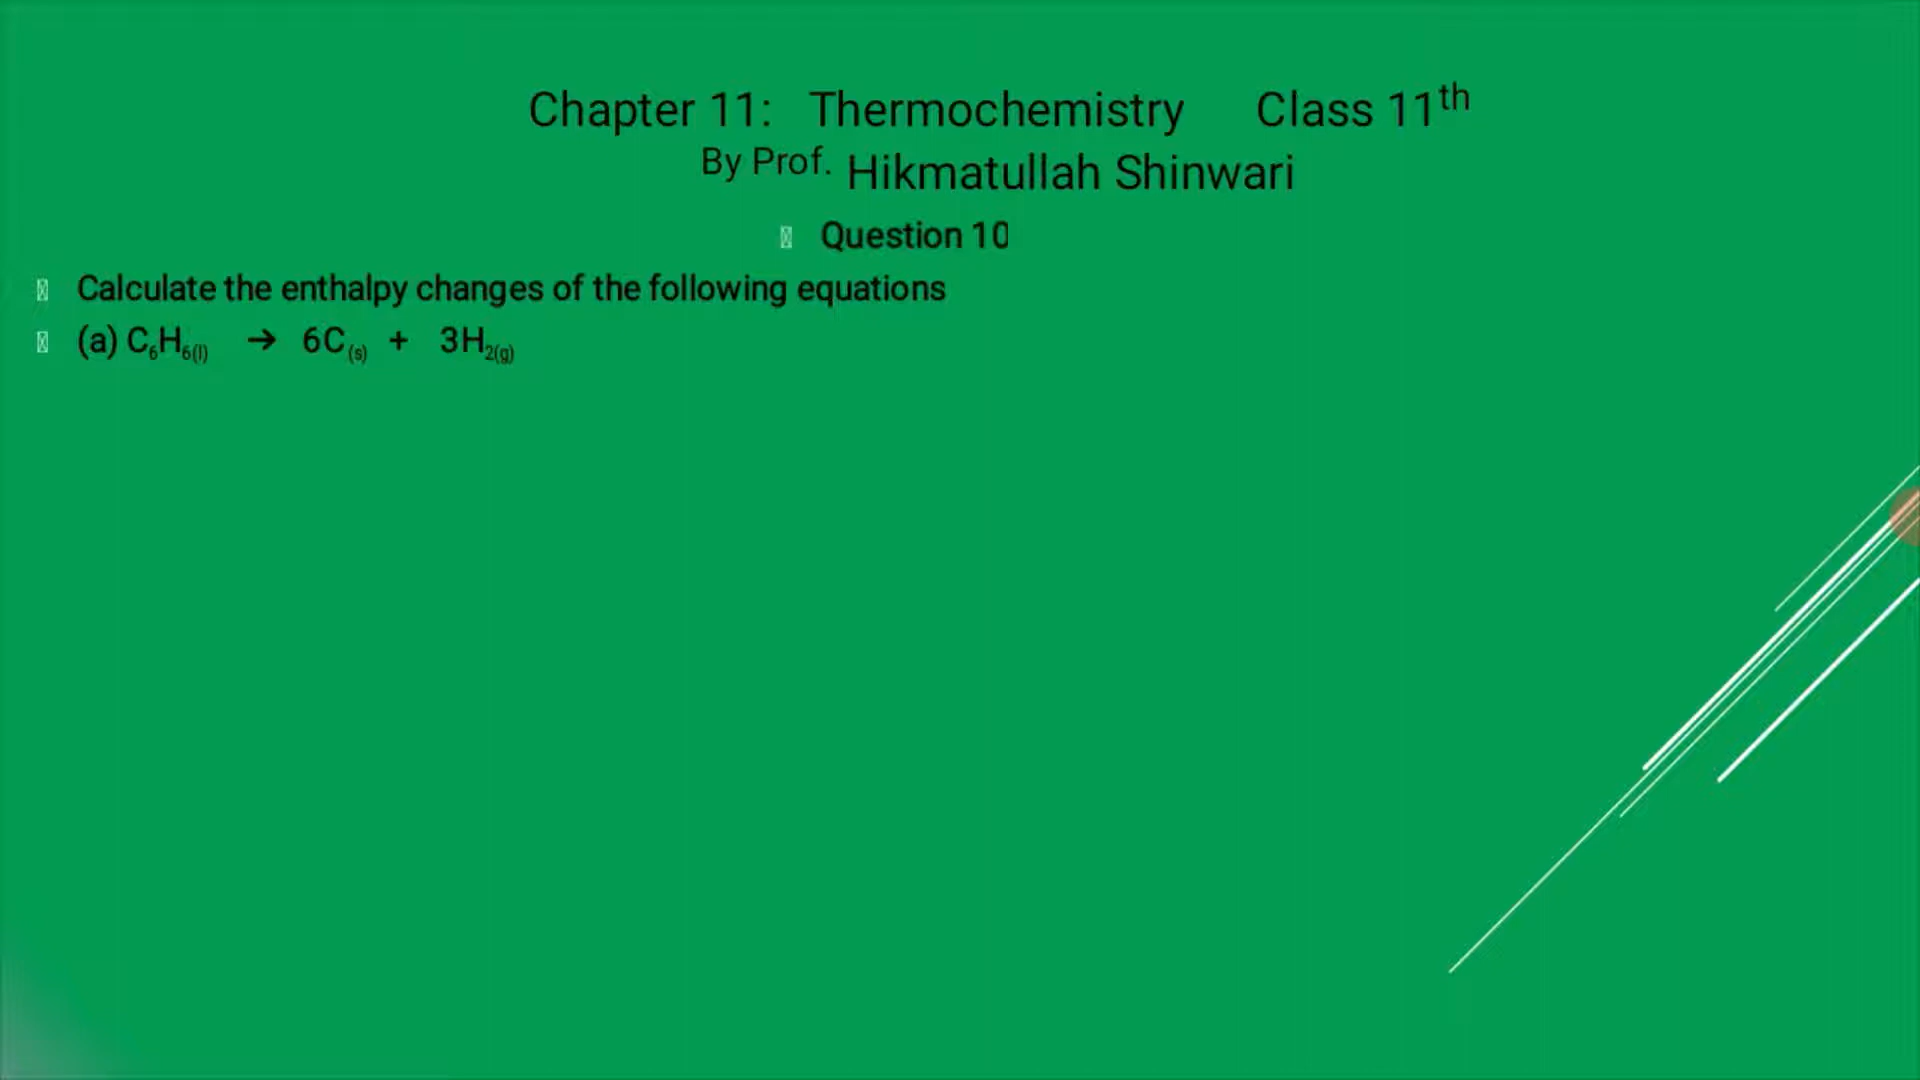 Chapter 11: Thermochemistry Class 11th
By Prof. Hikmatullah Shinwari
Question 10
Calculate the enthalpy changes of the following equations
(a) C₆H₆₍ₗ₎ → 6C₍ₛ₎ + 3H₂(g)